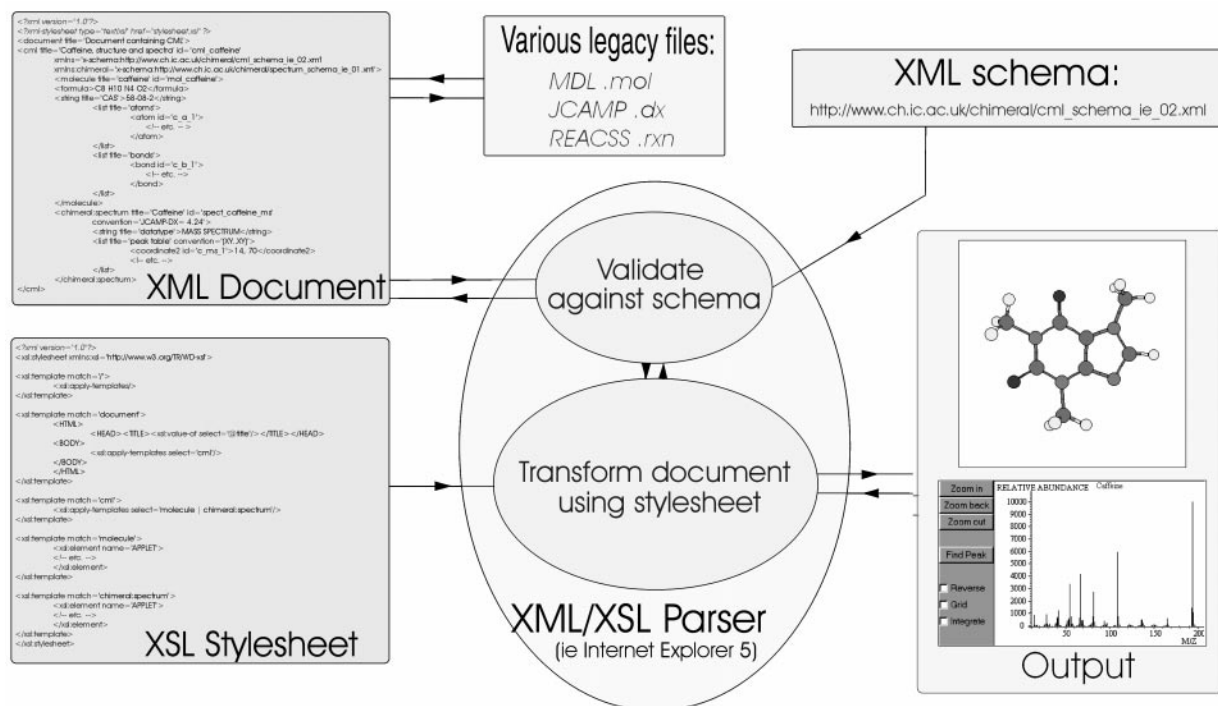 <?xml version="1.0"?>
<?xml-stylesheet type="text/xsl" href="stylesheet.xsl" ?>
<document title="Document containing CML">
<cml title="Caffeine, structure and spectra" id="cml_caffeine"
xmlns="x-schema:http://www.ch.ic.ac.uk/chimeral/cml_schema_ie_02.xml"
xmlns:chimeral="x-schema:http://www.ch.ic.ac.uk/chimeral/spectrum_schema_ie_01.xml">
<molecule title="caffeine" id="mol_caffeine">
<formula>C8 H10 N4 O2</formula>
<string title="CAS">58-08-2</string>
<list title="atoms">
<atom id="c_a_1">
<!-- etc. -->
</atom>
</list>
<list title="bonds">
<bond id="c_b_1">
<!-- etc. -->
</bond>
</list>
</molecule>
<chimeral:spectrum title="Caffeine" id="spect_caffeine_ms"
convention="JCAMP-DX= 4.24">
<string title="datatype">MASS SPECTRUM</string>
<list title="peak table" convention="(XY..XY)">
<coordinate2 id="c_ms_1">14, 70</coordinate2>
<!-- etc. -->
</list>
</chimeral:spectrum>
</cml>
XML Document
Various legacy files:
MDL .mol
JCAMP .dx
REACSS .rxn
XML schema:
http://www.ch.ic.ac.uk/chimeral/cml_schema_ie_02.xml
Validate
against schema
Transform document
using stylesheet
XML/XSL Parser
(ie Internet Explorer 5)
<?xml version="1.0"?>
<xsl:stylesheet xmlns:xsl="http://www.w3.org/TR/WD-xsl">
<xsl:template match="/">
<xsl:apply-templates/>
</xsl:template>
<xsl:template match="document">
<HTML>
<HEAD><TITLE><xsl:value-of select="@title"/></TITLE></HEAD>
<BODY>
<xsl:apply-templates select="cml"/>
</BODY>
</HTML>
</xsl:template>
<xsl:template match="cml">
<xsl:apply-templates select="molecule | chimeral:spectrum"/>
</xsl:template>
<xsl:template match="molecule">
<xsl:element name="APPLET">
<!-- etc. -->
</xsl:element>
</xsl:template>
<xsl:template match="chimeral:spectrum">
<xsl:element name="APPLET">
<!-- etc. -->
</xsl:element>
</xsl:template>
</xsl:stylesheet>
XSL Stylesheet
Zoom in
Zoom back
Zoom out
Find Peak
Reverse
Grid
Integrate
RELATIVE ABUNDANCE
Caffeine
10000
9000
8000
7000
6000
5000
4000
3000
2000
1000
0
50
100
150
200
M/Z
Output